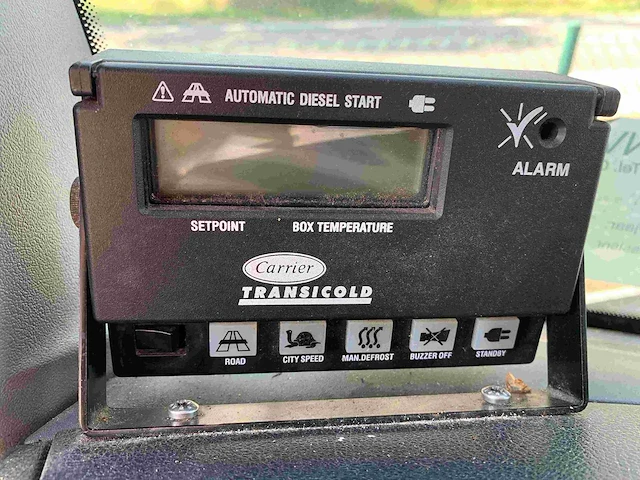 AUTOMATIC DIESEL START
ALARM
SETPOINT BOX TEMPERATURE
Carrier
TRANSICOLD
ROAD CITY SPEED MAN.DEFROST BUZZER OFF STANDBY